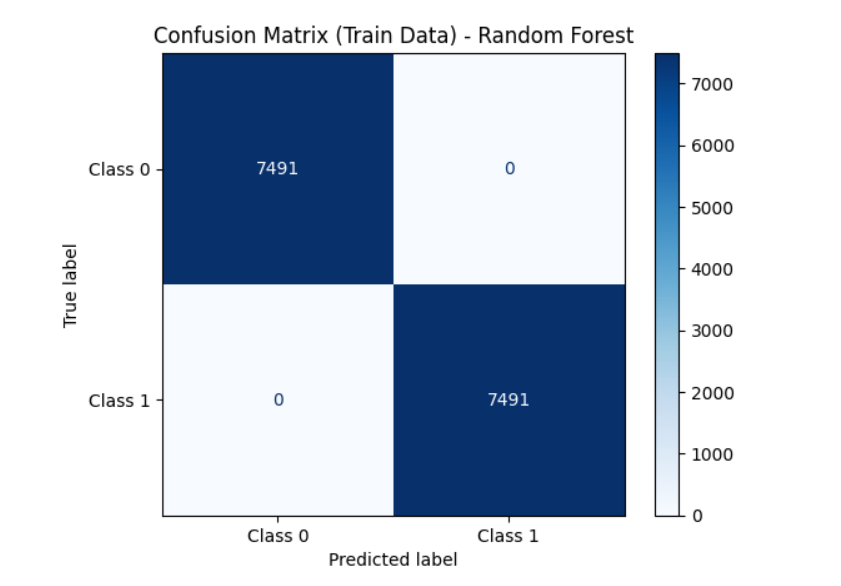 Confusion Matrix (Train Data) - Random Forest
True label
Class 0
Class 1
7491
0
0
7491
Class 0
Class 1
Predicted label
7000
6000
5000
4000
3000
2000
1000
0